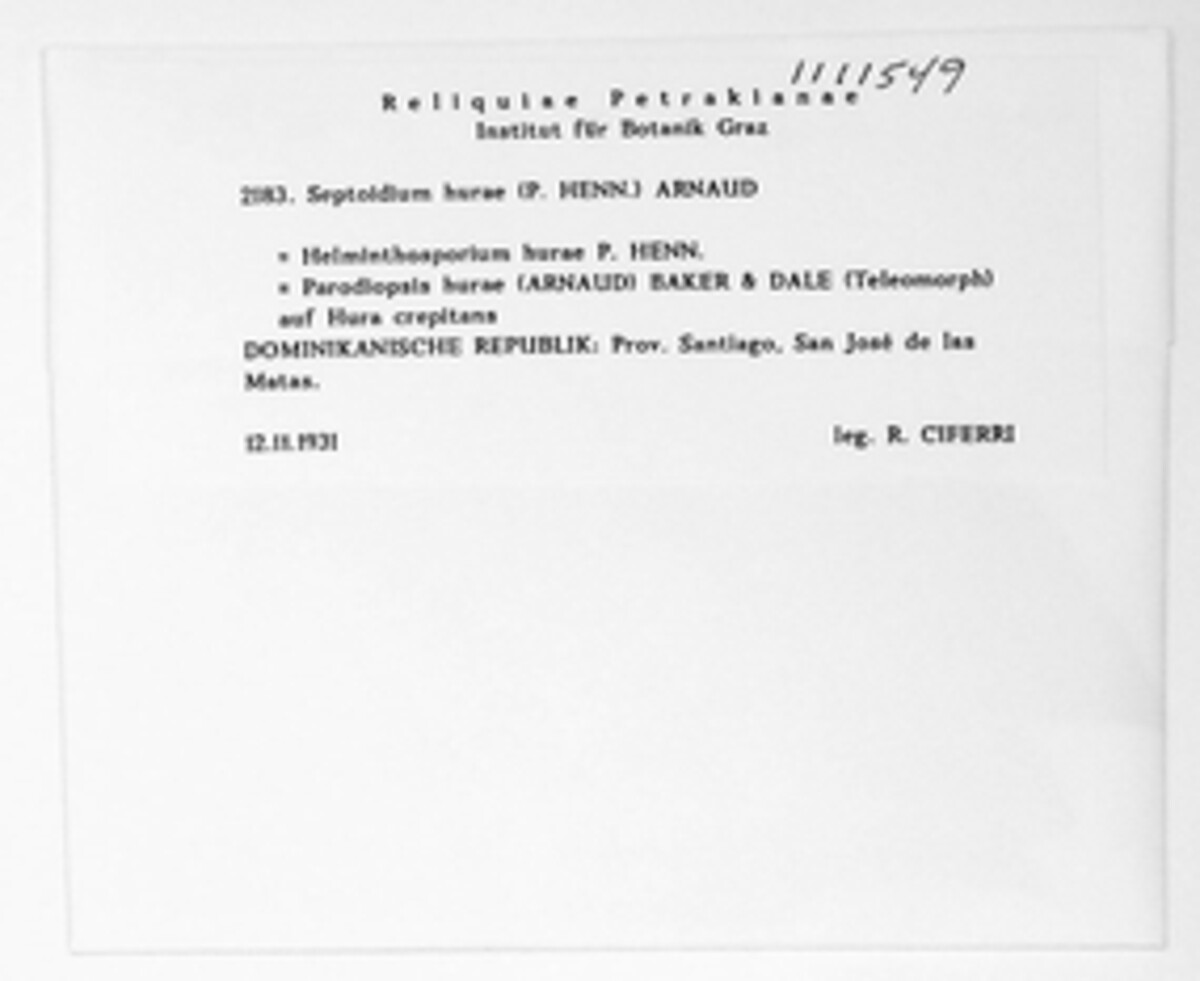 1111549
Reliquiae Petrakianae
Institut für Botanik Graz
2183. Septoidium hurae (P. HENN.) ARNAUD
= Helminthosporium hurae P. HENN.
= Parodiopsis hurae (ARNAUD) BAKER & DALE (Teleomorph)
auf Hura crepitans
DOMINIKANISCHE REPUBLIK: Prov. Santiago, San José de las
Matas.
12.11.1931 leg. R. CIFERRI